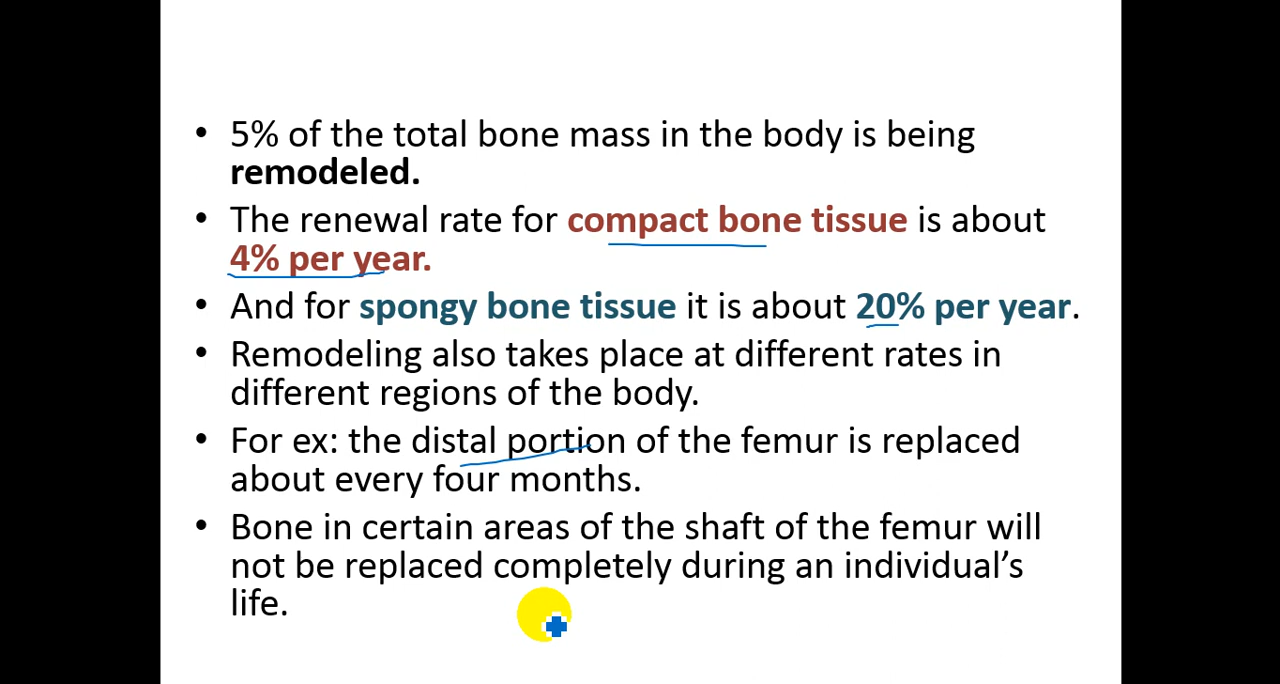 • 5% of the total bone mass in the body is being
remodeled.
• The renewal rate for compact bone tissue is about
4% per year.
• And for spongy bone tissue it is about 20% per year.
• Remodeling also takes place at different rates in
different regions of the body.
• For ex: the distal portion of the femur is replaced
about every four months.
• Bone in certain areas of the shaft of the femur will
not be replaced completely during an individual’s
life.